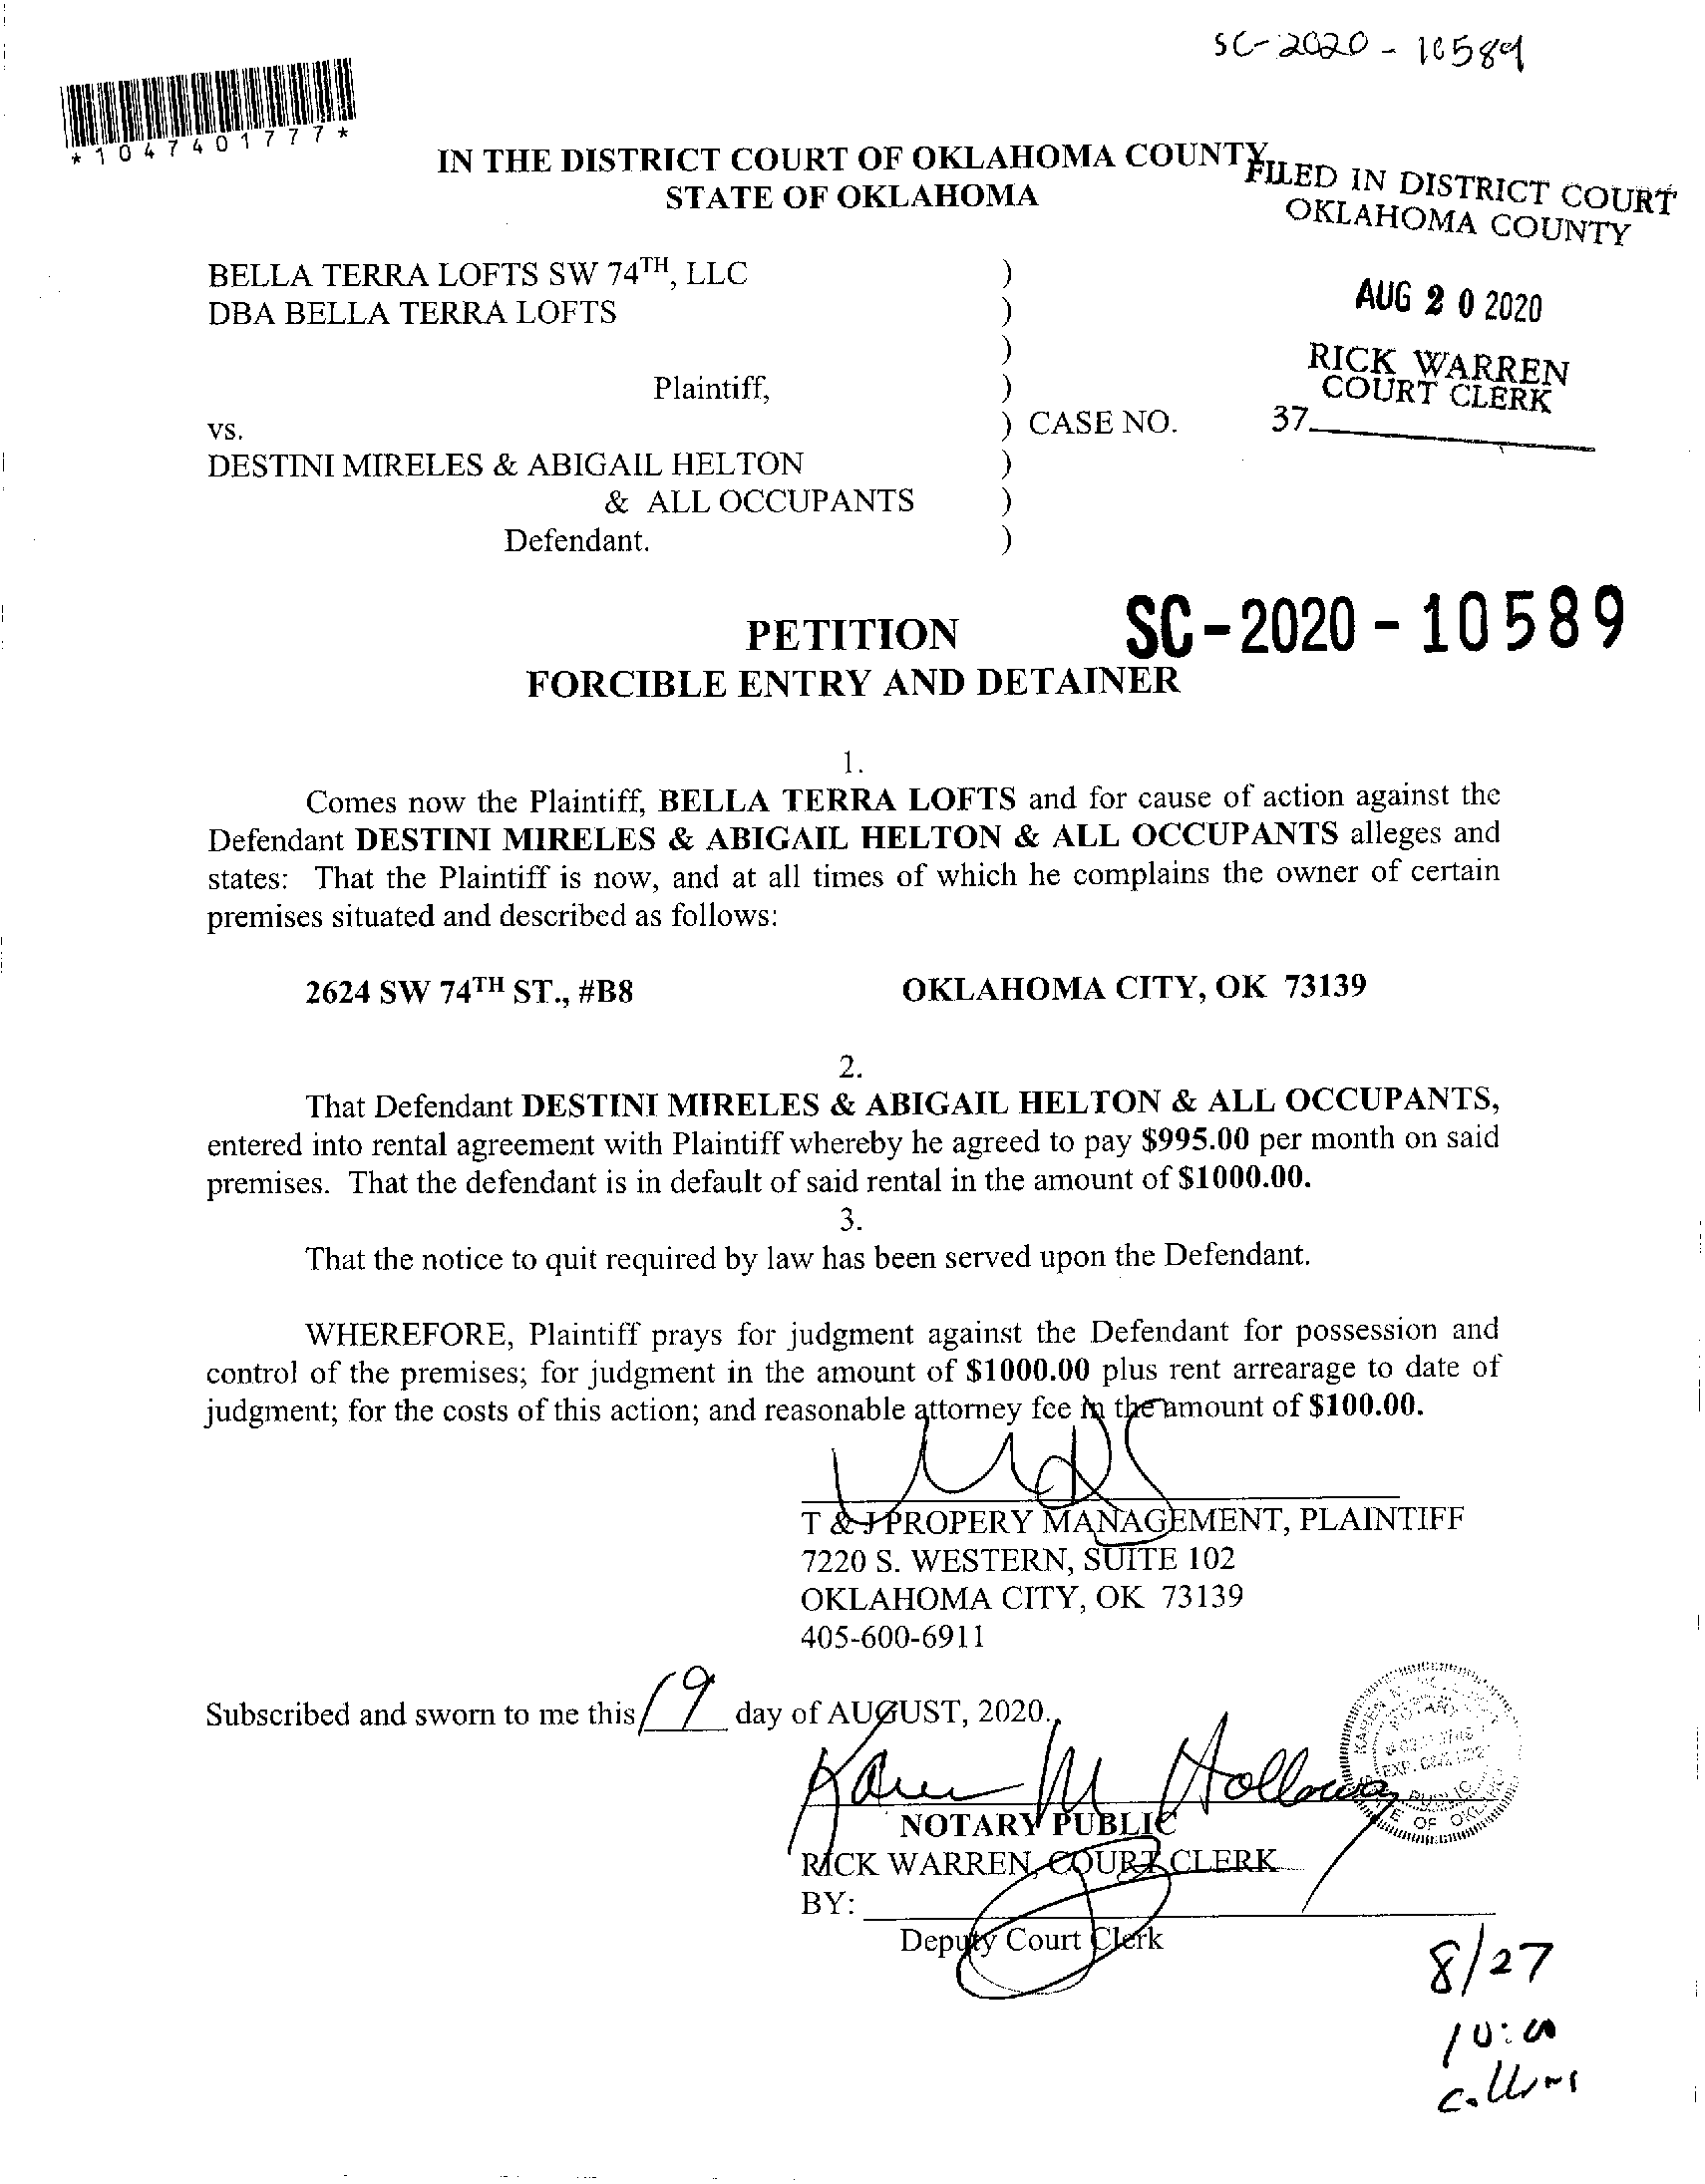 SC-2020-10589
*1047401777*
IN THE DISTRICT COURT OF OKLAHOMA COUNTY
STATE OF OKLAHOMA
FILED IN DISTRICT COURT
OKLAHOMA COUNTY
AUG 20 2020
RICK WARREN
COURT CLERK
37
BELLA TERRA LOFTS SW 74TH, LLC )
DBA BELLA TERRA LOFTS )
)
Plaintiff, )
vs. ) CASE NO.
DESTINI MIRELES & ABIGAIL HELTON )
& ALL OCCUPANTS )
Defendant. )
PETITION
SC-2020-10589
FORCIBLE ENTRY AND DETAINER
1.
Comes now the Plaintiff, BELLA TERRA LOFTS and for cause of action against the
Defendant DESTINI MIRELES & ABIGAIL HELTON & ALL OCCUPANTS alleges and
states: That the Plaintiff is now, and at all times of which he complains the owner of certain
premises situated and described as follows:
2624 SW 74TH ST., #B8 OKLAHOMA CITY, OK 73139
2.
That Defendant DESTINI MIRELES & ABIGAIL HELTON & ALL OCCUPANTS,
entered into rental agreement with Plaintiff whereby he agreed to pay $995.00 per month on said
premises. That the defendant is in default of said rental in the amount of $1000.00.
3.
That the notice to quit required by law has been served upon the Defendant.
WHEREFORE, Plaintiff prays for judgment against the Defendant for possession and
control of the premises; for judgment in the amount of $1000.00 plus rent arrearage to date of
judgment; for the costs of this action; and reasonable attorney fee in the amount of $100.00.
T & J PROPERY MANAGEMENT, PLAINTIFF
7220 S. WESTERN, SUITE 102
OKLAHOMA CITY, OK 73139
405-600-6911
Subscribed and sworn to me this 19 day of AUGUST, 2020.
Karen M Holloway
NOTARY PUBLIC
RICK WARREN, COURT CLERK
BY:
Deputy Court Clerk
8/27
10:00
Collins